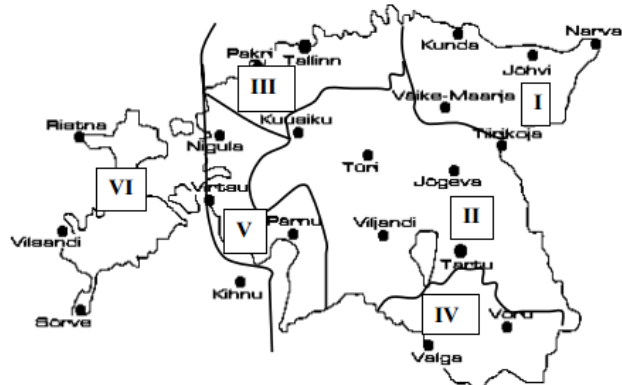 Narva
Kunda
Tallinn
Pakri
Jõhvi
III
Väike-Maarja
I
Ristna
Kuusiku
Tiirikoja
Nigula
Türi
Jõgeva
VI
Virtsu
II
V
Pärnu
Viljandi
Vilsandi
Tartu
Kihnu
Sõrve
IV
Võru
Valga